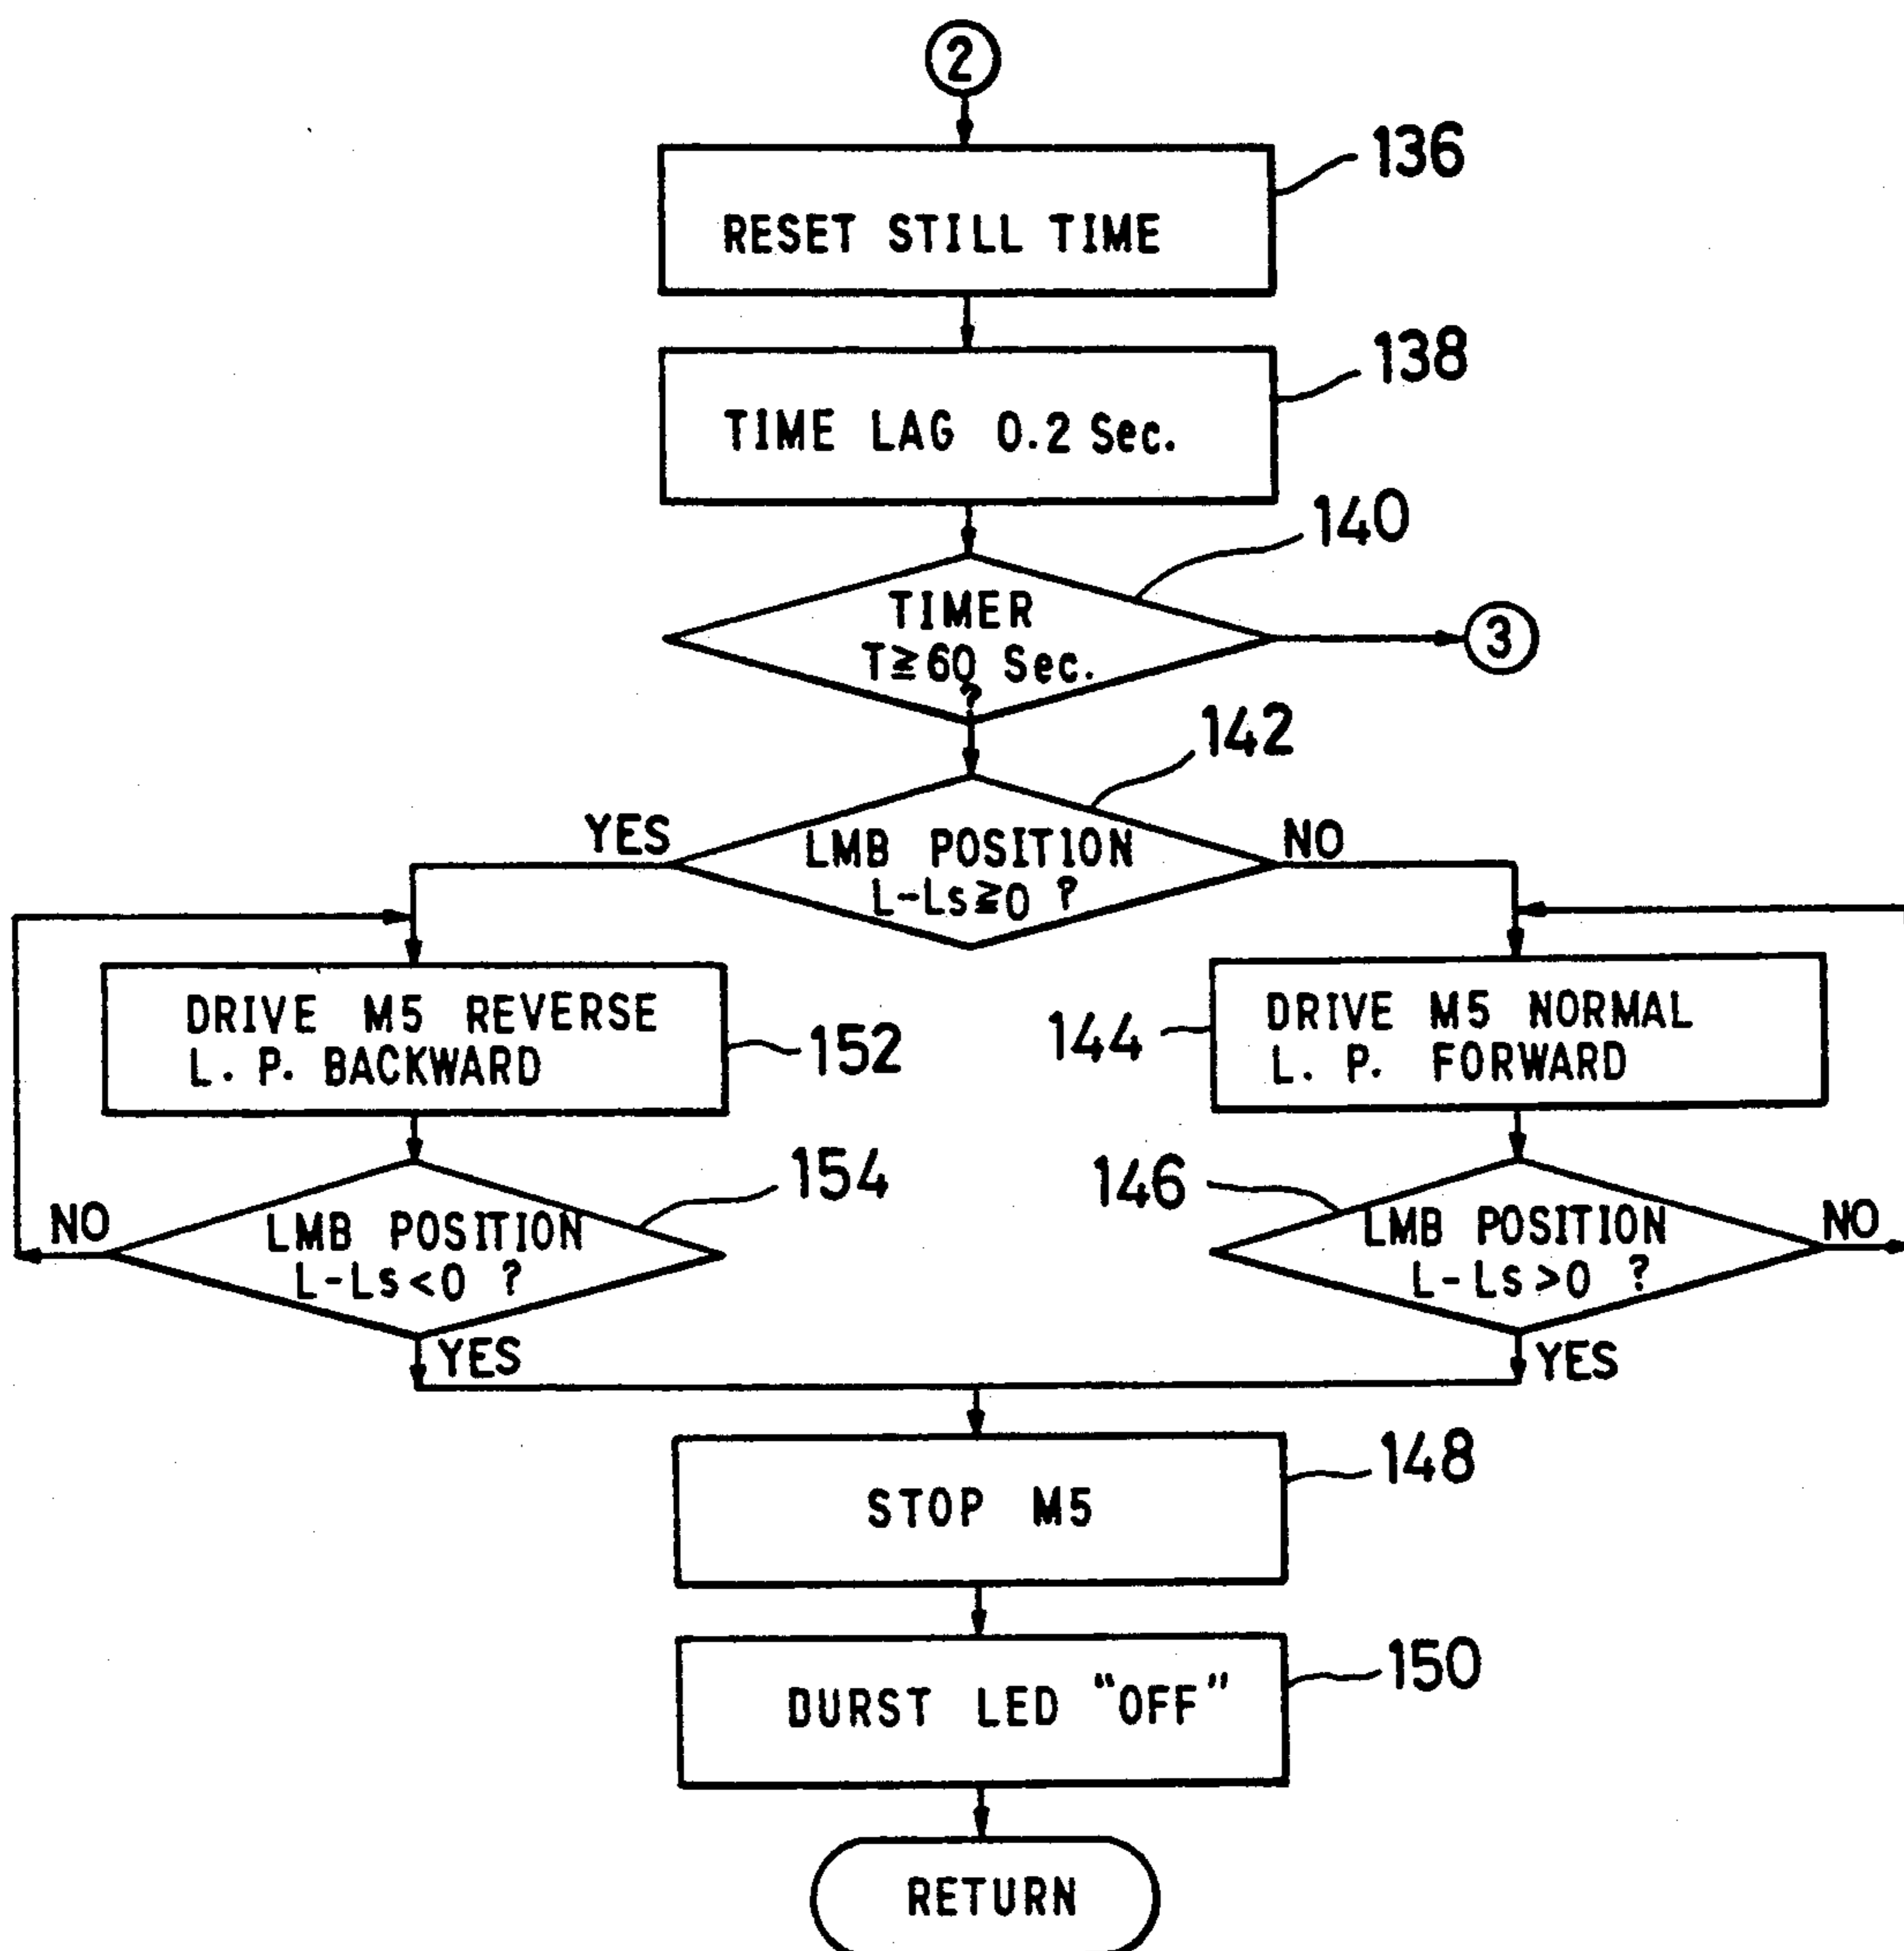 2
136
RESET STILL TIME
138
TIME LAG 0.2 Sec.
140
TIMER
T≧60 Sec.
?
3
142
YES
LMB POSITION
L-Ls≧0 ?
NO
DRIVE M5 REVERSE
L. P. BACKWARD
152
144
DRIVE M5 NORMAL
L. P. FORWARD
154
146
NO
LMB POSITION
L-Ls<0 ?
LMB POSITION
L-Ls>0 ?
NO
YES
YES
148
STOP M5
150
DURST LED "OFF"
RETURN